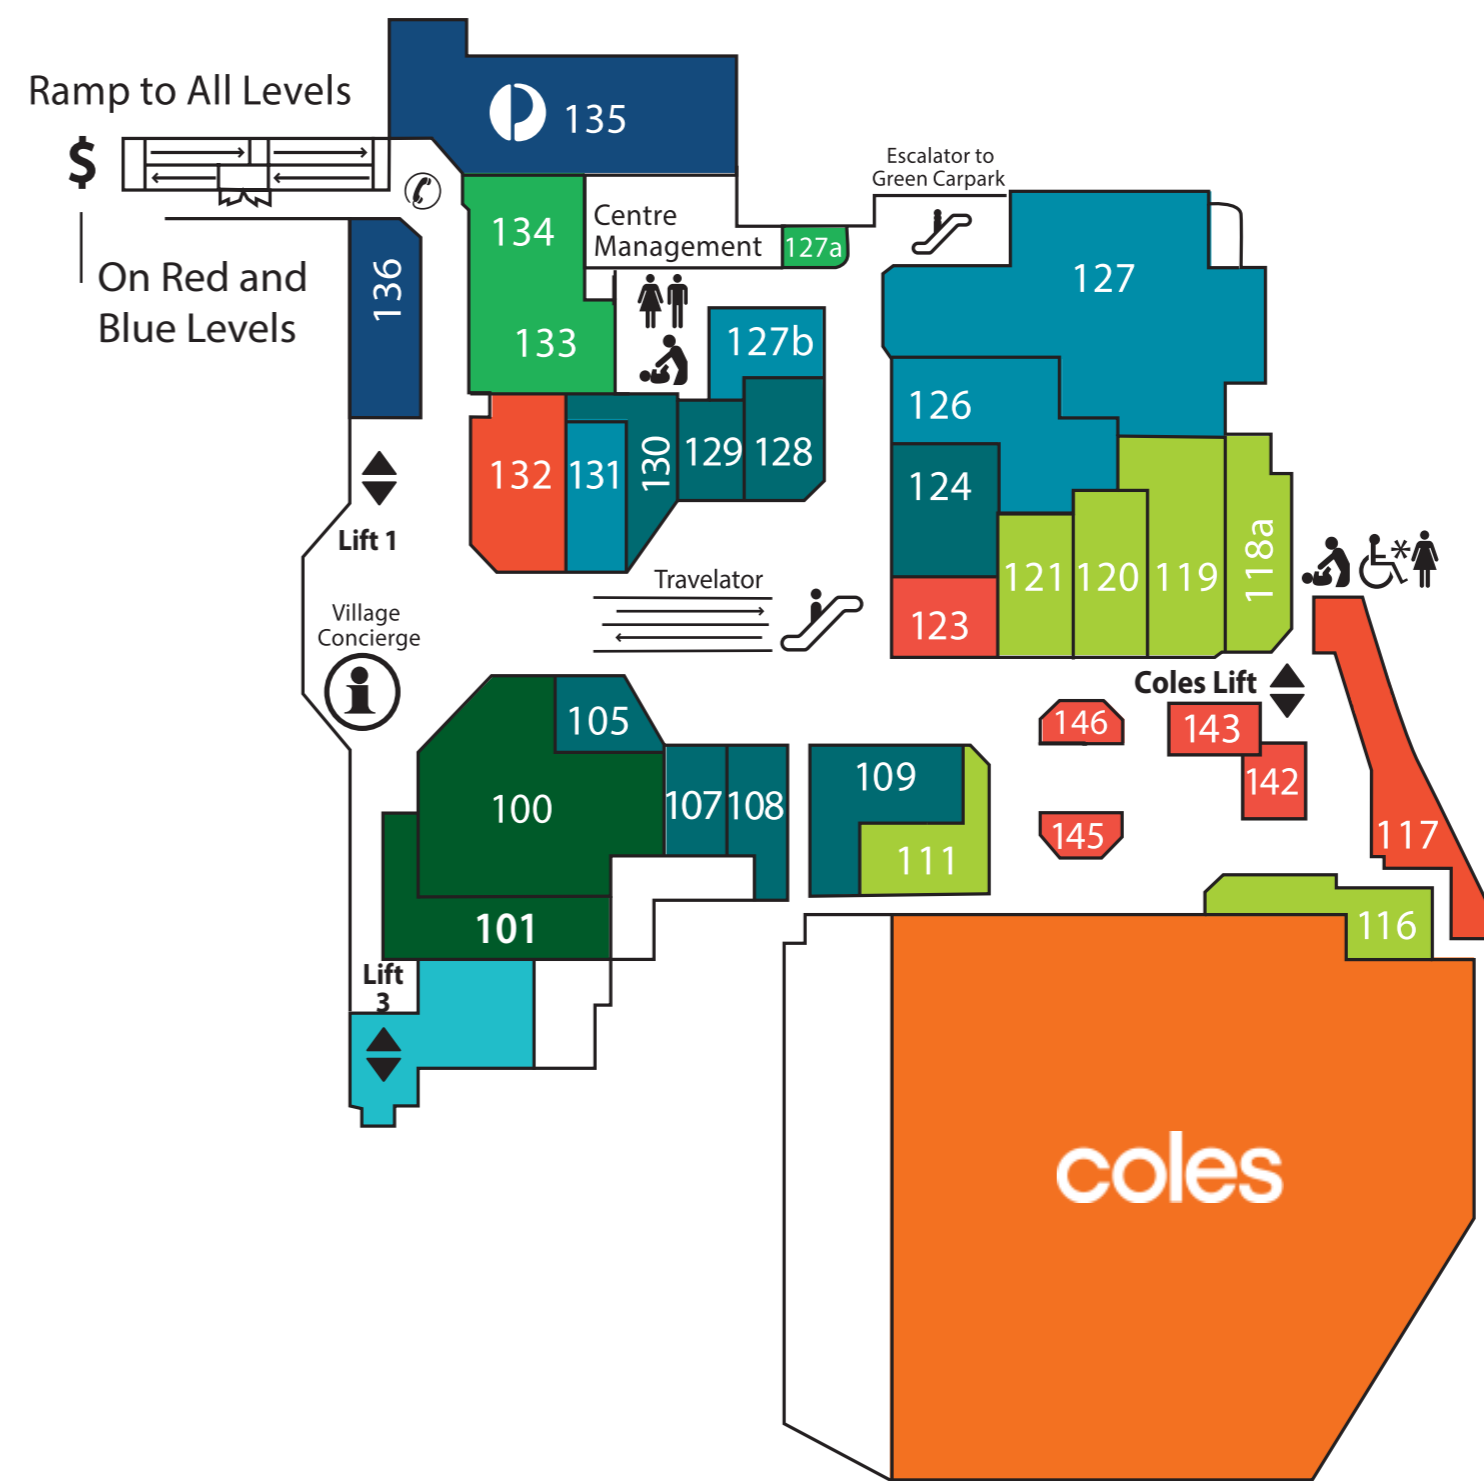 Ramp to All Levels
$
On Red and
Blue Levels
135
Escalator to
Green Carpark
134
Centre
Management
127a
127
136
133
127b
126
132
131
130
129
128
124
Lift 1
Travelator
121
120
119
118a
123
Village
Concierge
Coles Lift
*
105
146
143
100
107
108
109
142
145
117
111
101
116
Lift
3
coles